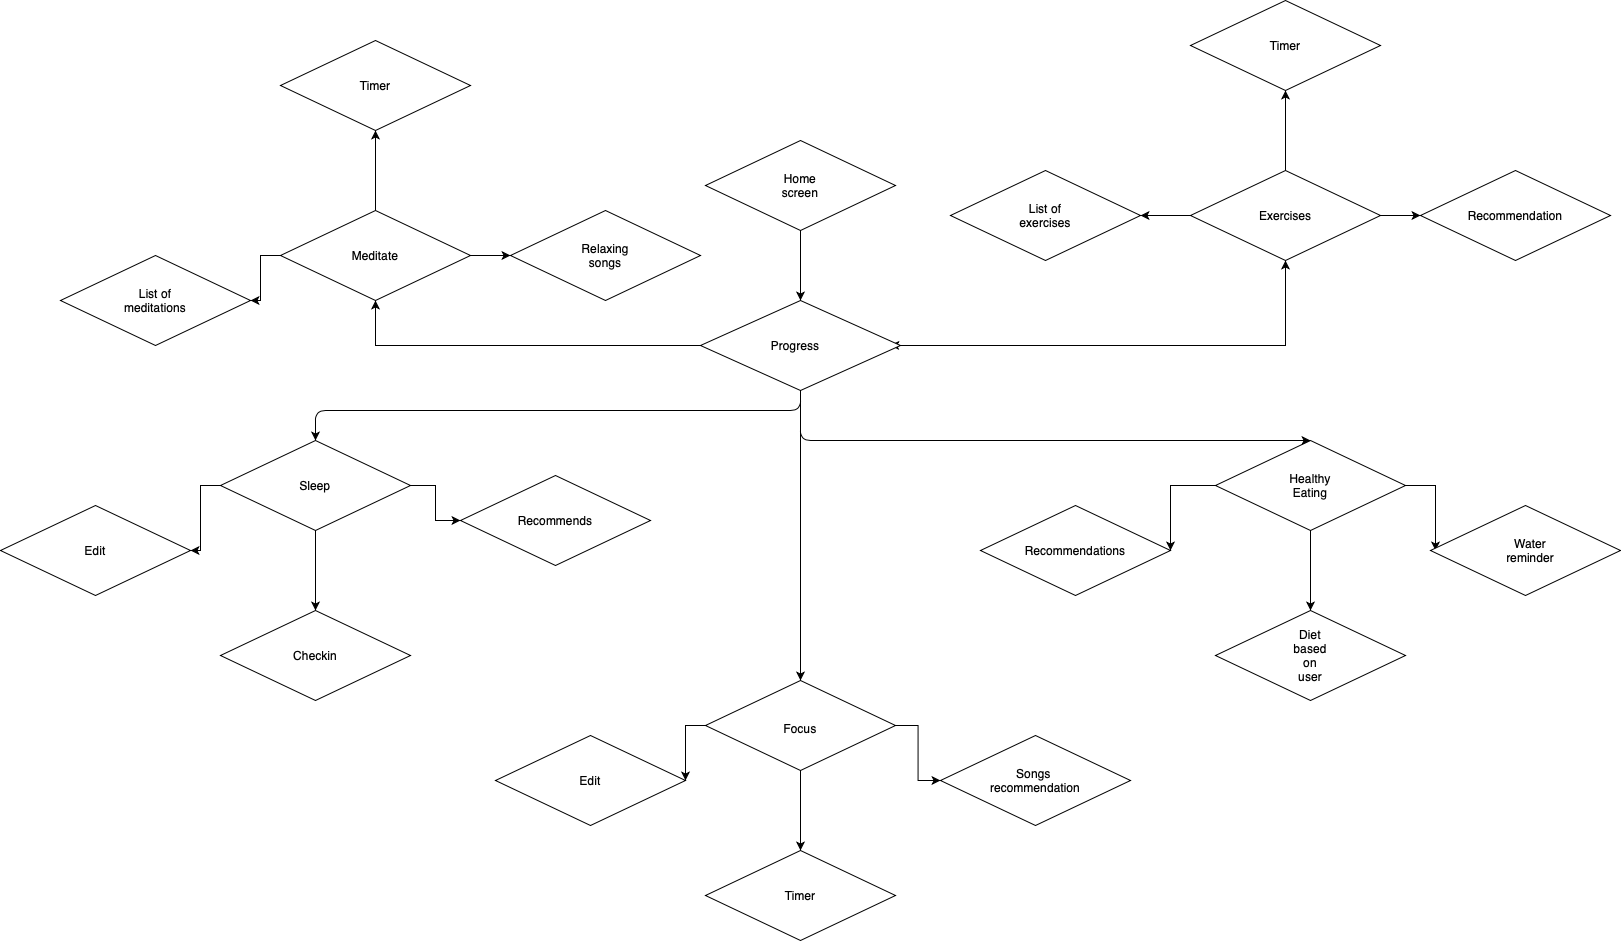 Timer
Timer
Home
screen
List of
exercises
Exercises
Recommendation
Meditate
Relaxing
songs
List of
meditations
Progress
Sleep
Recommends
Edit
Checkin
Healthy
Eating
Recommendations
Water
reminder
Diet
based
on
user
Focus
Edit
Songs
recommendation
Timer